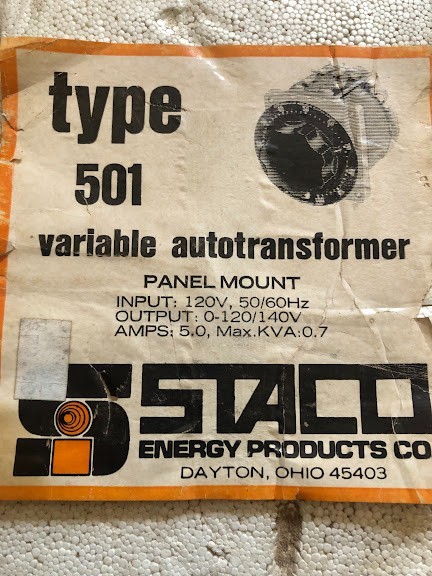 type
501
variable autotransformer
PANEL MOUNT
INPUT: 120V, 50/60Hz
OUTPUT: 0-120/140V
AMPS: 5.0, Max.KVA:0.7
STACO
ENERGY PRODUCTS CO
DAYTON, OHIO 45403